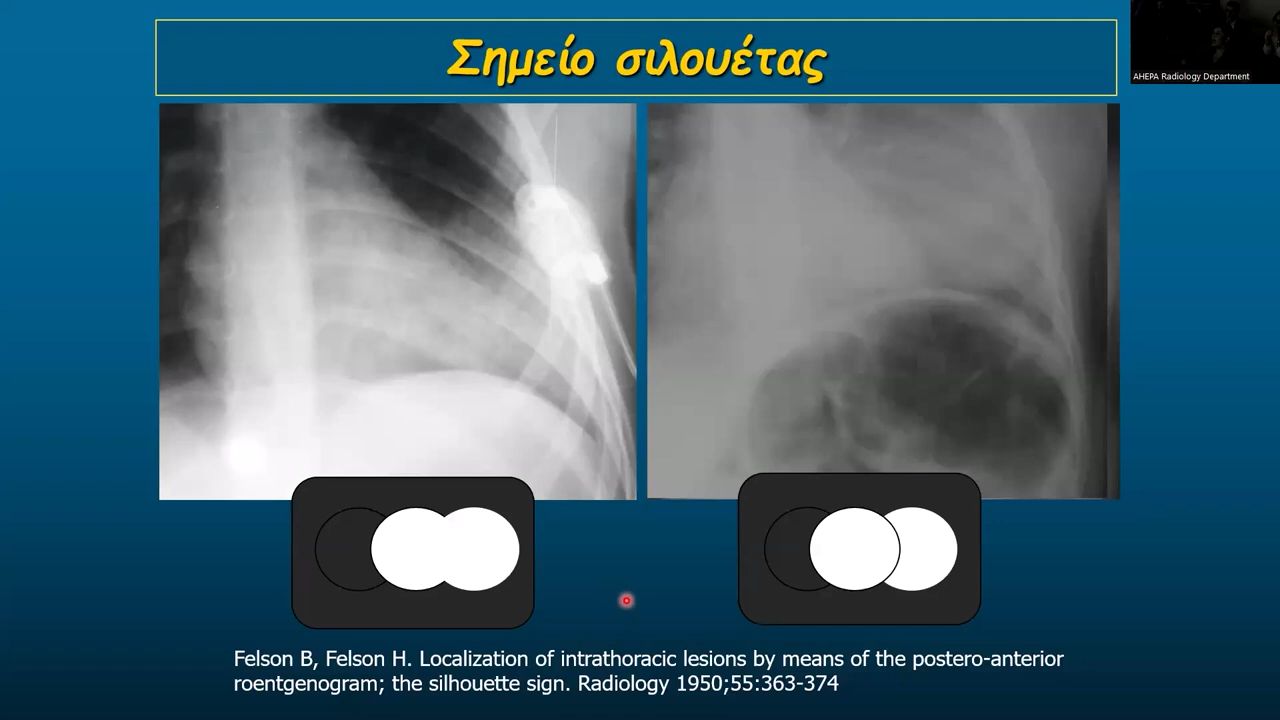 Σημείο σιλουέτας
AHEPA Radiology Department
Felson B, Felson H. Localization of intrathoracic lesions by means of the postero-anterior
roentgenogram; the silhouette sign. Radiology 1950;55:363-374